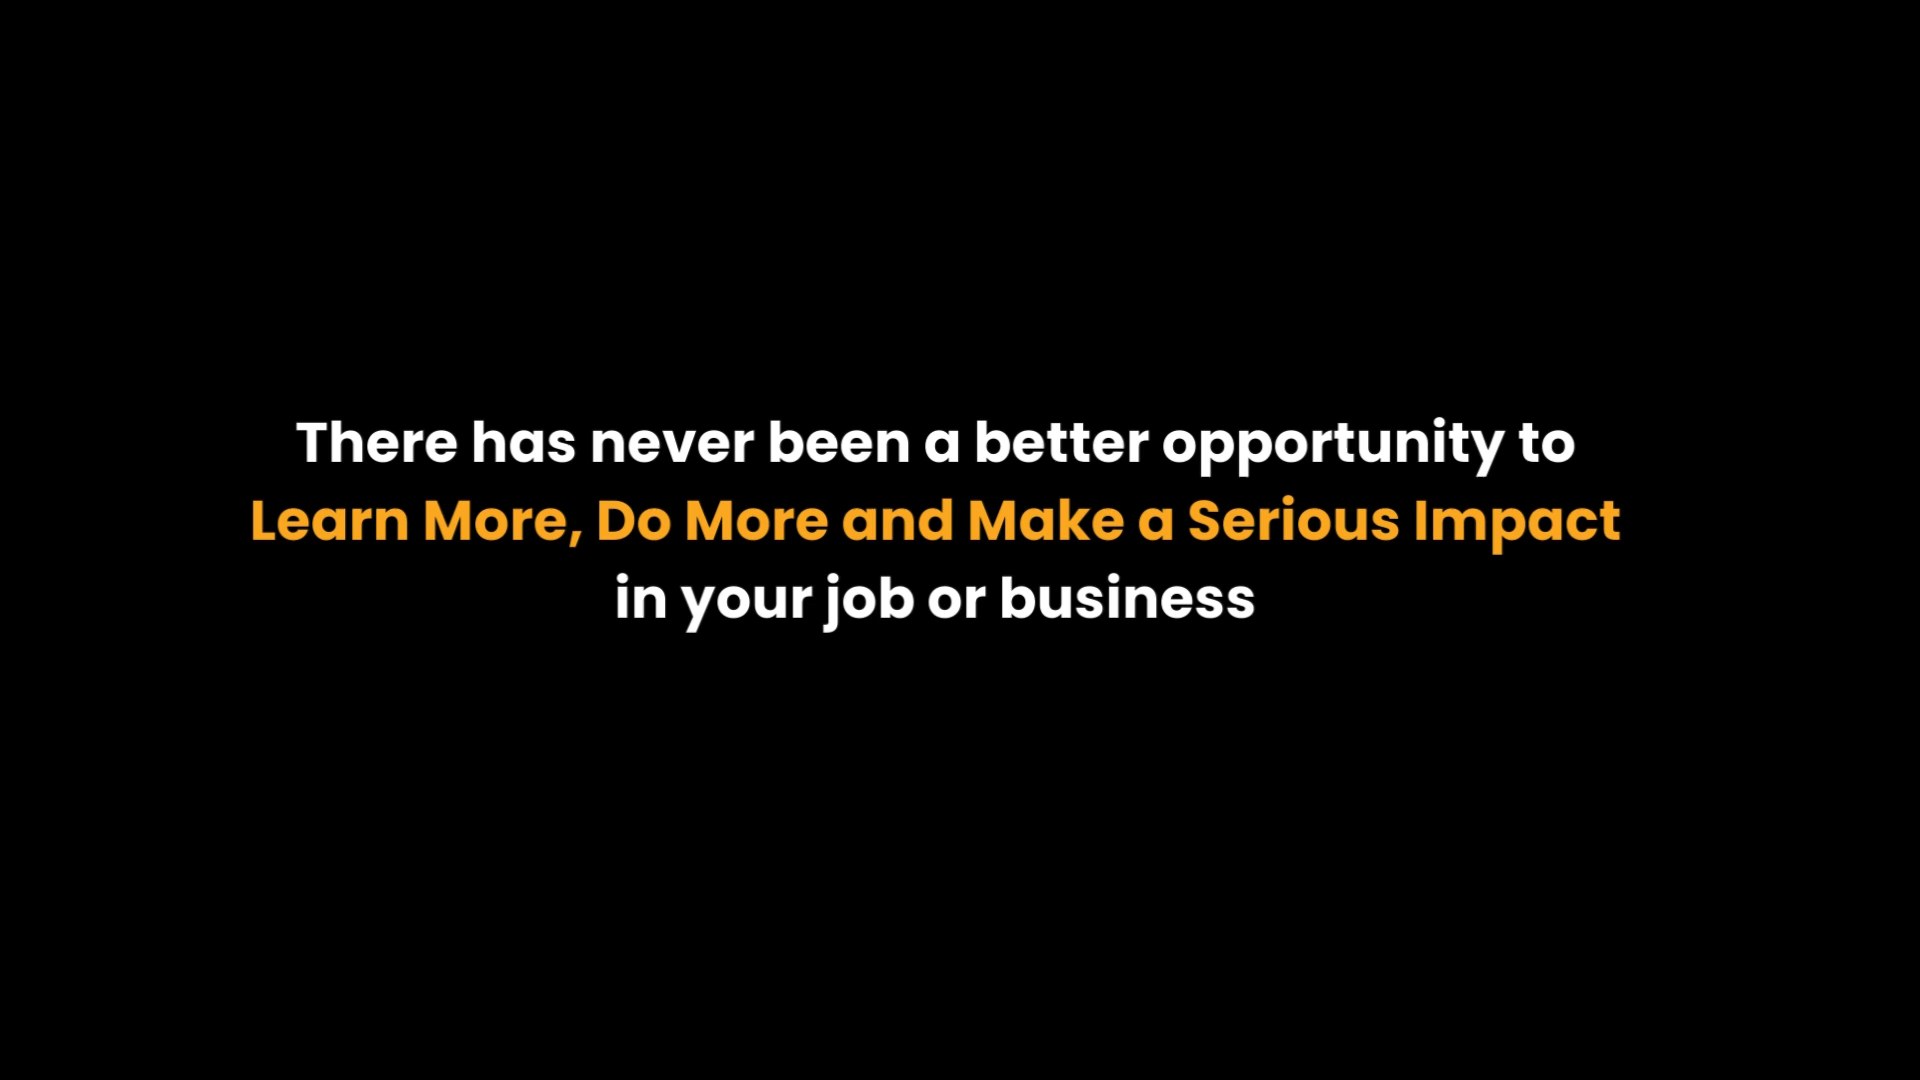 There has never been a better opportunity to
Learn More, Do More and Make a Serious Impact
in your job or business